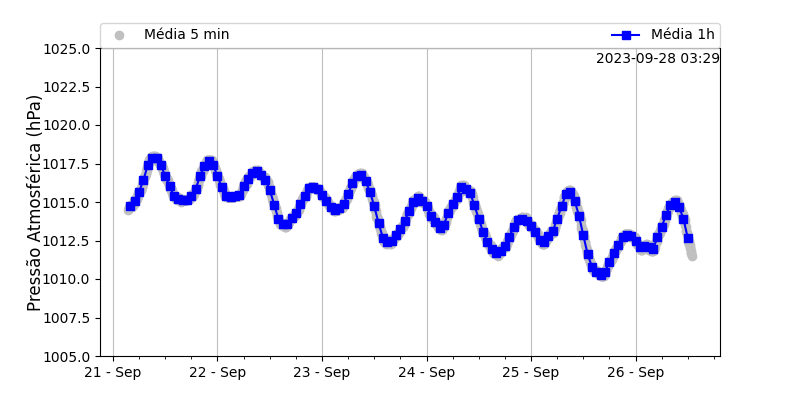 Média 5 min
Média 1h
2023-09-28 03:29
Pressão Atmosférica (hPa)
1025.0
1022.5
1020.0
1017.5
1015.0
1012.5
1010.0
1007.5
1005.0
21 - Sep
22 - Sep
23 - Sep
24 - Sep
25 - Sep
26 - Sep